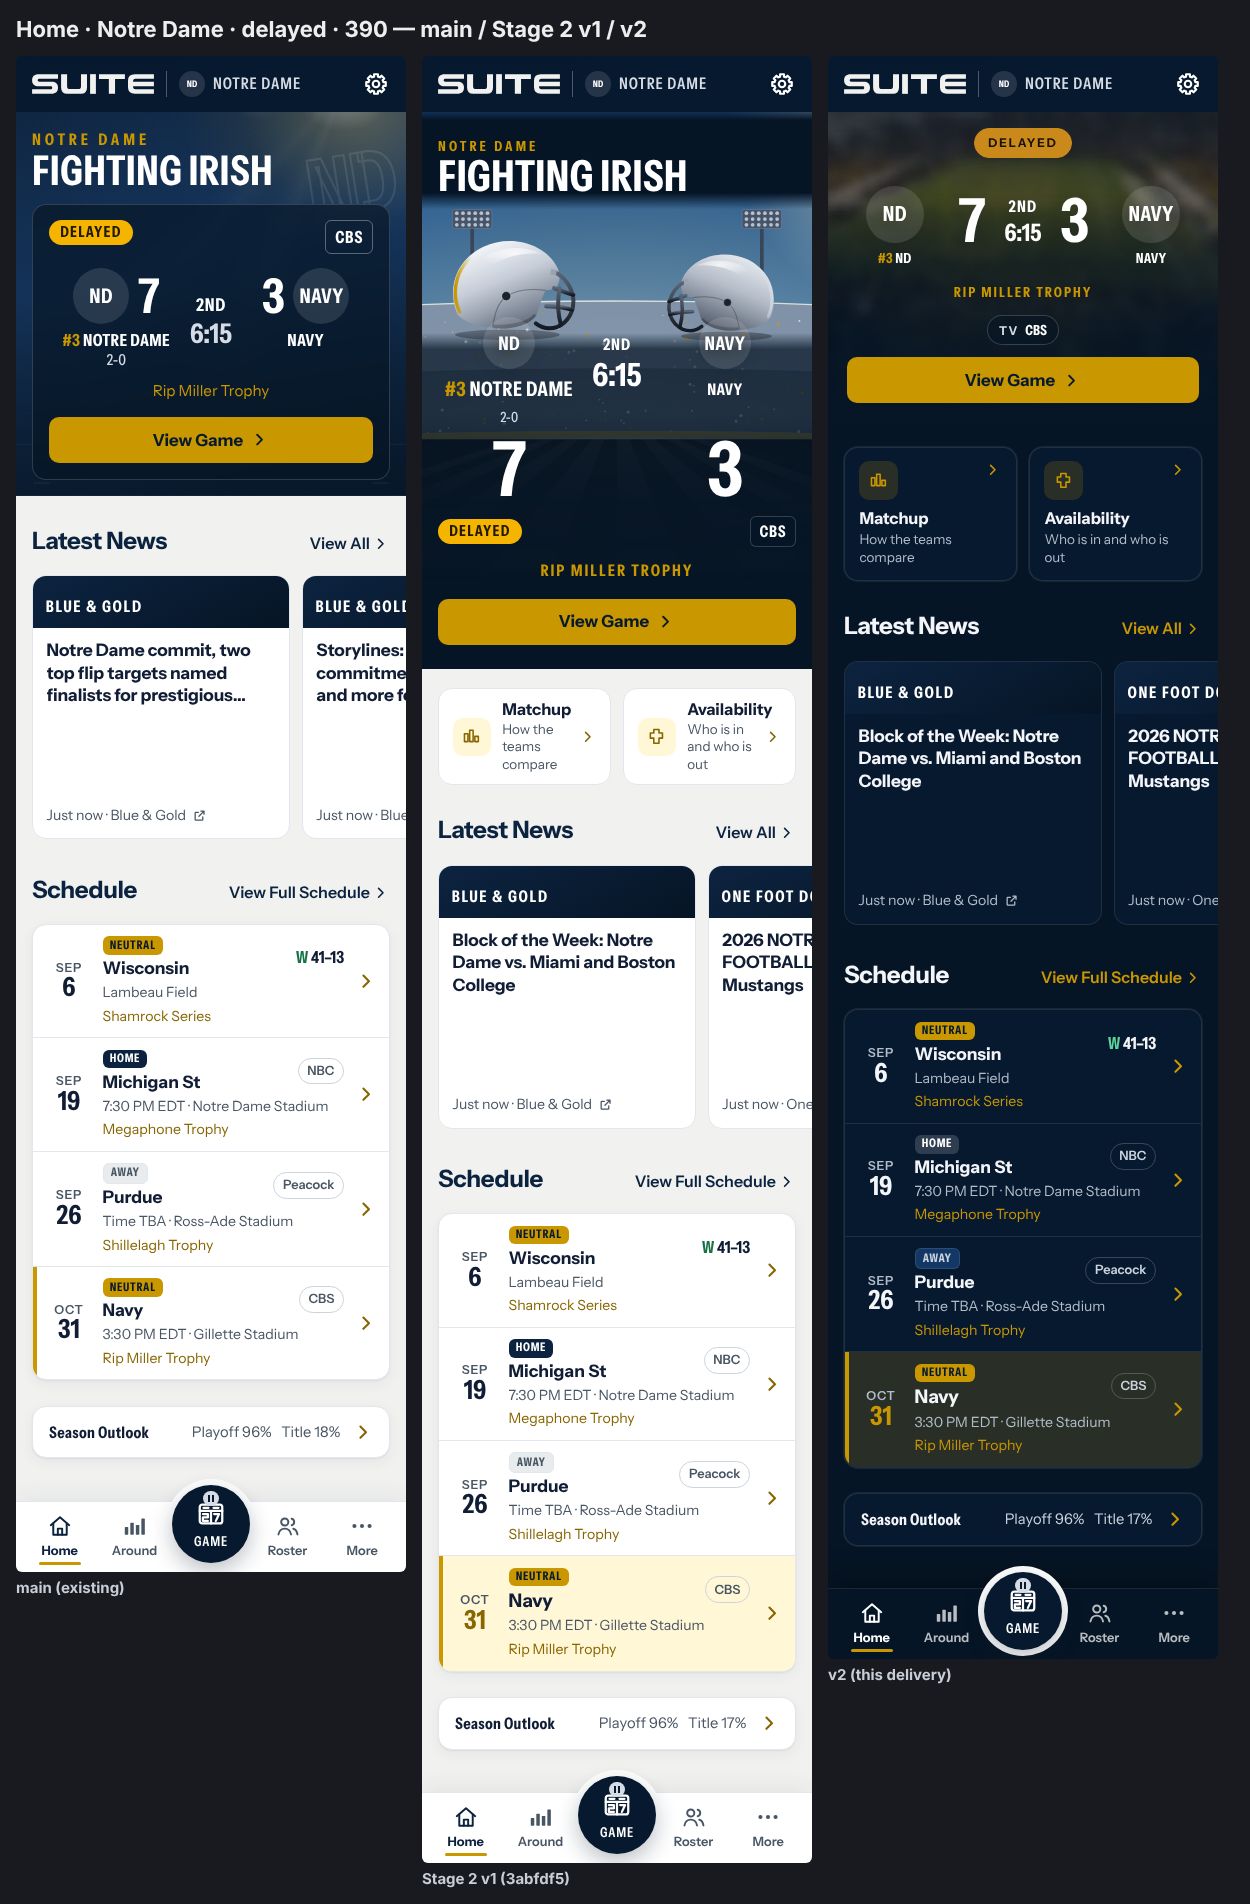 Home · Notre Dame · delayed · 390 — main / Stage 2 v1 / v2
SUITE
ND
NOTRE DAME
NOTRE DAME
FIGHTING IRISH
ND
DELAYED
CBS
ND
7
2ND
6:15
3
NAVY
#3 NOTRE DAME
2-0
NAVY
Rip Miller Trophy
View Game
Latest News
View All
BLUE & GOLD
Notre Dame commit, two
top flip targets named
finalists for prestigious...
Just now · Blue & Gold
BLUE & GOLD
Storylines:
commitme
and more fo
Just now · Blue
Schedule
View Full Schedule
SEP
6
NEUTRAL
Wisconsin
Lambeau Field
Shamrock Series
W 41-13
SEP
19
HOME
Michigan St
7:30 PM EDT · Notre Dame Stadium
Megaphone Trophy
NBC
SEP
26
AWAY
Purdue
Time TBA · Ross-Ade Stadium
Shillelagh Trophy
Peacock
OCT
31
NEUTRAL
Navy
3:30 PM EDT · Gillette Stadium
Rip Miller Trophy
CBS
Season Outlook
Playoff 96%
Title 18%
Home
Around
27
GAME
Roster
More
main (existing)
SUITE
ND
NOTRE DAME
NOTRE DAME
FIGHTING IRISH
ND
2ND
NAVY
6:15
#3 NOTRE DAME
NAVY
2-0
7
3
DELAYED
CBS
RIP MILLER TROPHY
View Game
Matchup
How the
teams
compare
Availability
Who is in
and who is
out
Latest News
View All
BLUE & GOLD
Block of the Week: Notre
Dame vs. Miami and Boston
College
Just now · Blue & Gold
ONE FOOT DO
2026 NOTR
FOOTBALL
Mustangs
Just now · One
Schedule
View Full Schedule
SEP
6
NEUTRAL
Wisconsin
Lambeau Field
Shamrock Series
W 41-13
SEP
19
HOME
Michigan St
7:30 PM EDT · Notre Dame Stadium
Megaphone Trophy
NBC
SEP
26
AWAY
Purdue
Time TBA · Ross-Ade Stadium
Shillelagh Trophy
Peacock
OCT
31
NEUTRAL
Navy
3:30 PM EDT · Gillette Stadium
Rip Miller Trophy
CBS
Season Outlook
Playoff 96%
Title 17%
Home
Around
27
GAME
Roster
More
Stage 2 v1 (3abfdf5)
SUITE
ND
NOTRE DAME
DELAYED
ND
7
2ND
6:15
3
NAVY
#3 ND
NAVY
RIP MILLER TROPHY
TV CBS
View Game
Matchup
How the teams
compare
Availability
Who is in and who is
out
Latest News
View All
BLUE & GOLD
Block of the Week: Notre
Dame vs. Miami and Boston
College
Just now · Blue & Gold
ONE FOOT DO
2026 NOTR
FOOTBALL
Mustangs
Just now · One
Schedule
View Full Schedule
SEP
6
NEUTRAL
Wisconsin
Lambeau Field
Shamrock Series
W 41-13
SEP
19
HOME
Michigan St
7:30 PM EDT · Notre Dame Stadium
Megaphone Trophy
NBC
SEP
26
AWAY
Purdue
Time TBA · Ross-Ade Stadium
Shillelagh Trophy
Peacock
OCT
31
NEUTRAL
Navy
3:30 PM EDT · Gillette Stadium
Rip Miller Trophy
CBS
Season Outlook
Playoff 96%
Title 17%
Home
Around
27
GAME
Roster
More
v2 (this delivery)